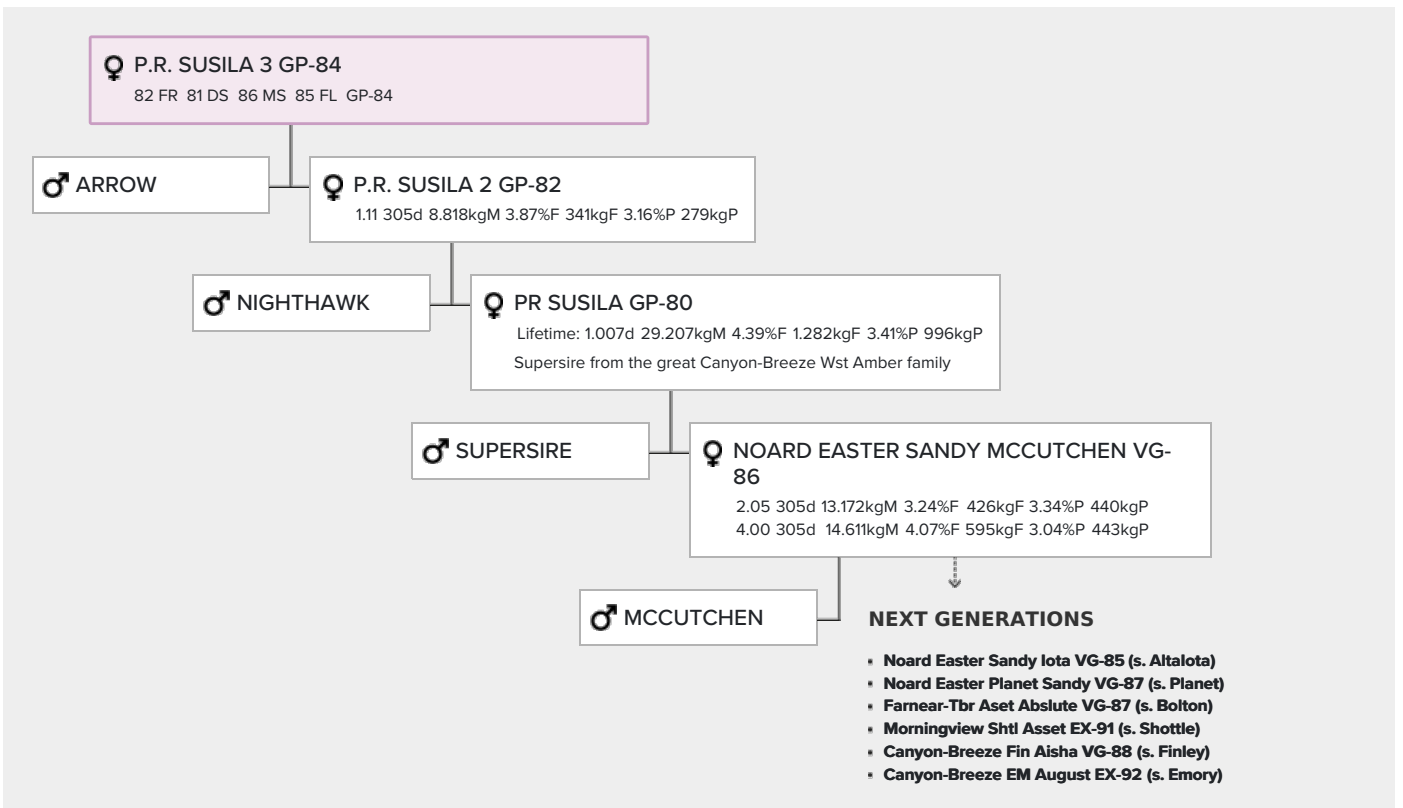 P.R. SUSILA 3 GP-84
82 FR 81 DS 86 MS 85 FL GP-84
ARROW
P.R. SUSILA 2 GP-82
1.11 305d 8.818kgM 3.87%F 341kgF 3.16%P 279kgP
NIGHTHAWK
PR SUSILA GP-80
Lifetime: 1.007d 29.207kgM 4.39%F 1.282kgF 3.41%P 996kgP
Supersire from the great Canyon-Breeze Wst Amber family
SUPERSIRE
NOARD EASTER SANDY MCCUTCHEN VG-
86
2.05 305d 13.172kgM 3.24%F 426kgF 3.34%P 440kgP
4.00 305d 14.611kgM 4.07%F 595kgF 3.04%P 443kgP
MCCUTCHEN
NEXT GENERATIONS
Noard Easter Sandy Iota VG-85 (s. AltaIota)
Noard Easter Planet Sandy VG-87 (s. Planet)
Farnear-Tbr Aset Abslute VG-87 (s. Bolton)
Morningview Shtl Asset EX-91 (s. Shottle)
Canyon-Breeze Fin Aisha VG-88 (s. Finley)
Canyon-Breeze EM August EX-92 (s. Emory)